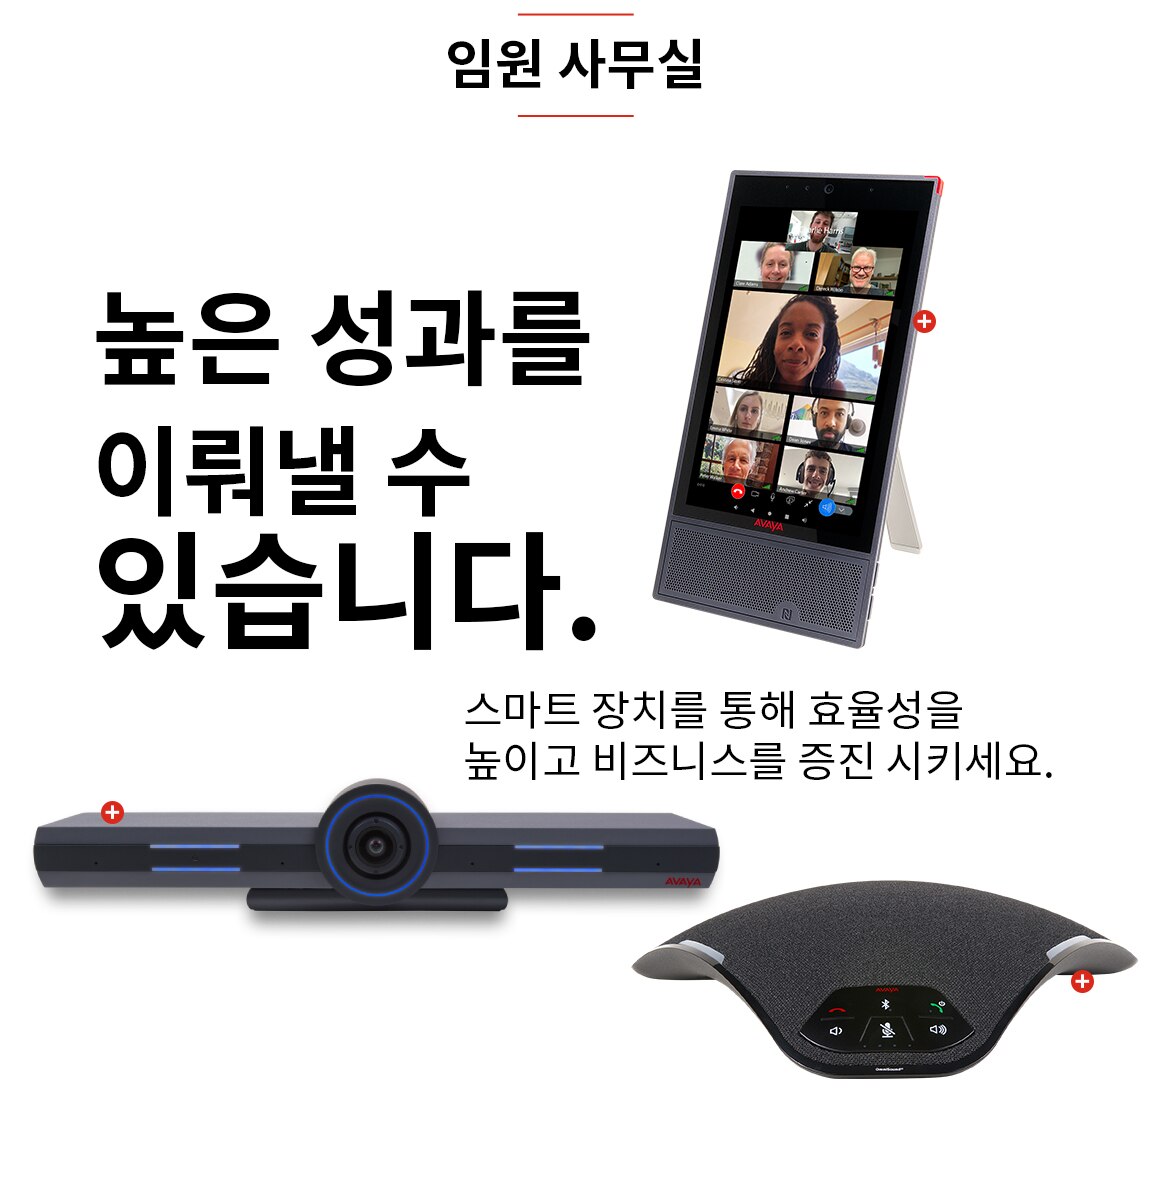 임원 사무실
높은 성과를
이뤄낼 수
있습니다.
AVAYA
스마트 장치를 통해 효율성을
높이고 비즈니스를 증진 시키세요.
AVAYA
AVAYA
OmniSound™